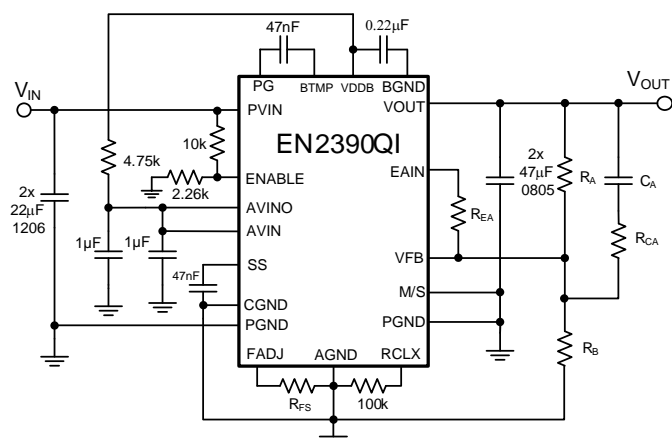 47nF
0.22µF
PG
BTMP
VDDB
BGND
VIN
VOUT
PVIN
VOUT
EN2390QI
10k
4.75k
2x
47µF
0805
RA
CA
EAIN
ENABLE
2.26k
2x
22µF
1206
REA
AVINO
AVIN
1µF
1µF
RCA
SS
VFB
47nF
M/S
CGND
PGND
PGND
RB
FADJ
AGND
RCLX
RFS
100k